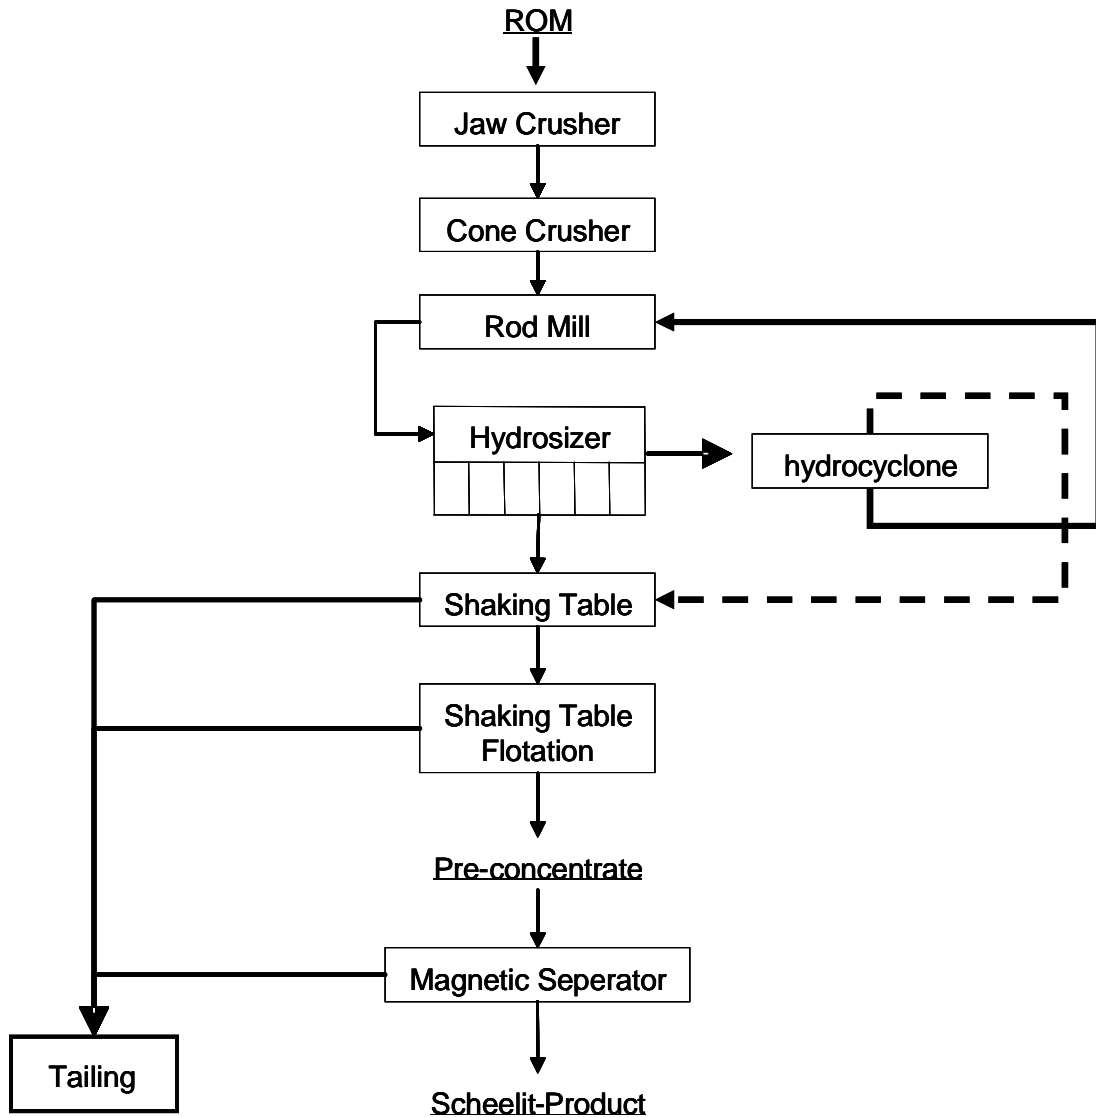 ROM
Jaw Crusher
Cone Crusher
Rod Mill
Hydrosizer
hydrocyclone
Shaking Table
Shaking Table
Flotation
Pre-concentrate
Magnetic Seperator
Tailing
Scheelit-Product